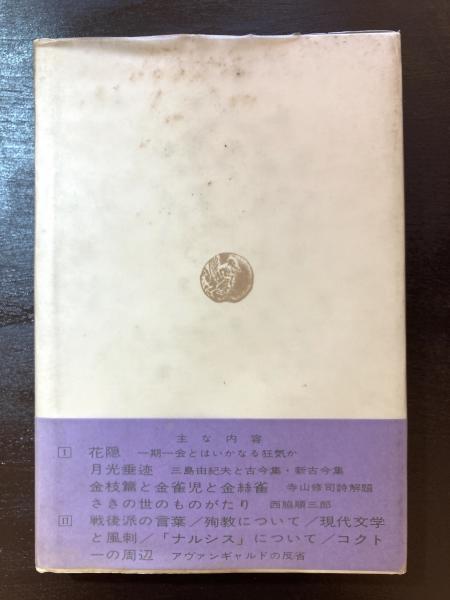 主な内容
I 花隠 一期一会とはいかなる狂気か
月光垂迹 三島由紀夫と古今集・新古今集
金枝篇と金雀児と金絲雀 寺山修司詩解題
さきの世のものがたり 西脇順三郎
II 戦後派の言葉/殉教について/現代文学
と風刺/「ナルシス」について/コクト
ーの周辺 アヴァンギャルドの反省